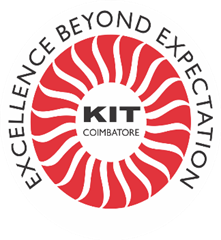 EXCELLENCE BEYOND EXPECTATION
KIT
COIMBATORE